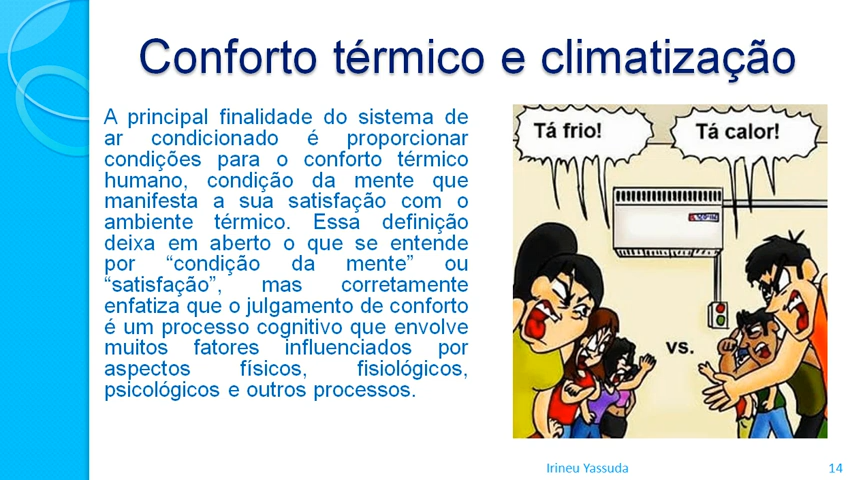 Conforto térmico e climatização
A principal finalidade do sistema de
ar condicionado é proporcionar
condições para o conforto térmico
humano, condição da mente que
manifesta a sua satisfação com o
ambiente térmico. Essa definição
deixa em aberto o que se entende
por “condição da mente” ou
“satisfação”, mas corretamente
enfatiza que o julgamento de conforto
é um processo cognitivo que envolve
muitos fatores influenciados por
aspectos físicos, fisiológicos,
psicológicos e outros processos.
Tá frio!
Tá calor!
vs.
Irineu Yassuda
14